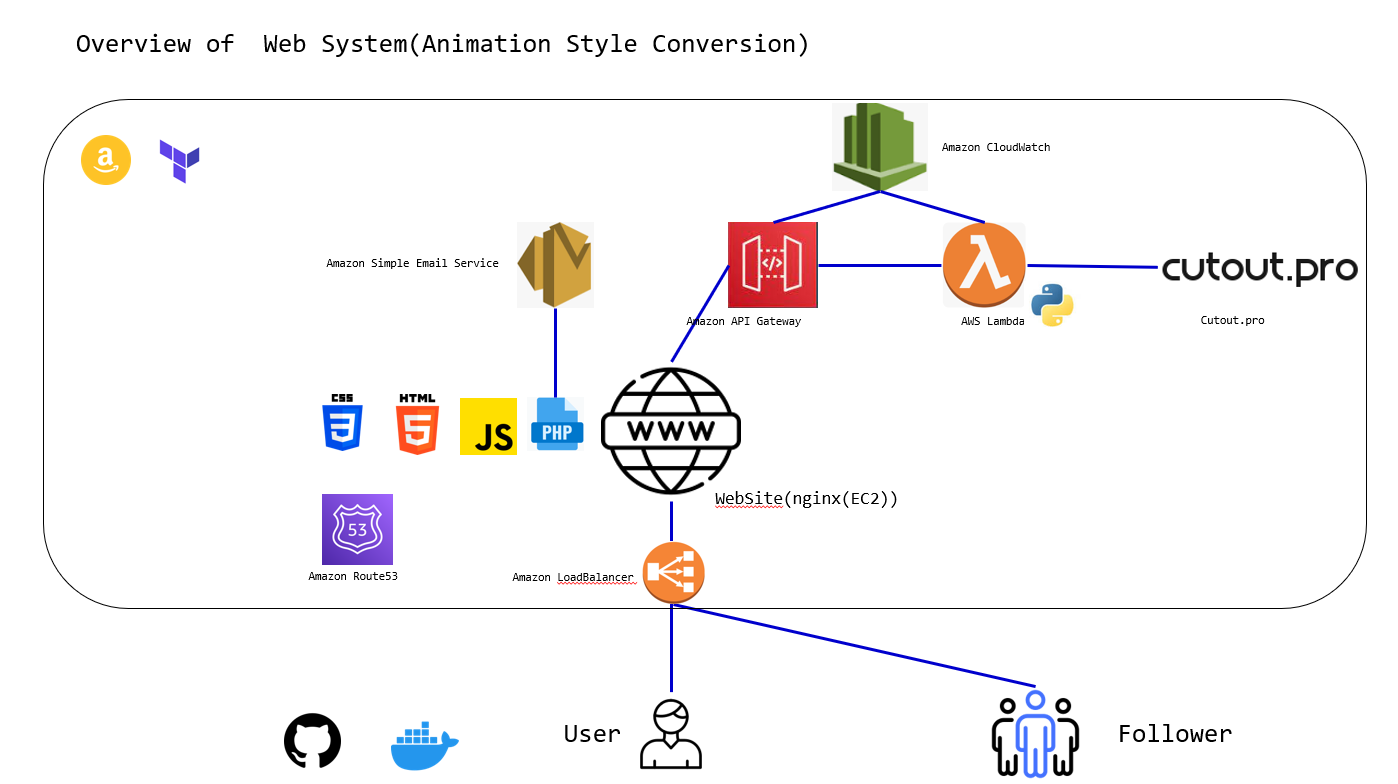 Overview of  Web System(Animation Style Conversion)
Amazon CloudWatch
Amazon Simple Email Service
cutout.pro
Amazon API Gateway
AWS Lambda
Cutout.pro
CSS
3
HTML
5
JS
PHP
WWW
WebSite(nginx(EC2))
53
Amazon Route53
Amazon LoadBalancer
User
Follower
a